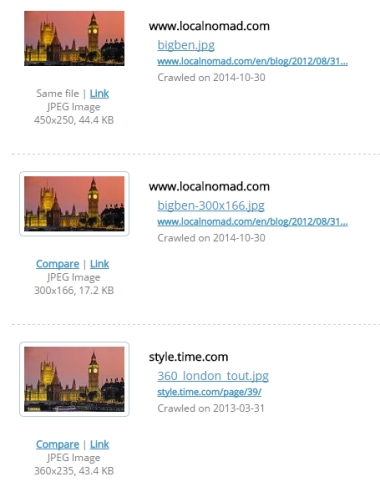 www.localnomad.com
bigben.jpg
www.localnomad.com/en/blog/2012/08/31...
Crawled on 2014-10-30
Same file | Link
JPEG Image
450x250, 44.4 KB
www.localnomad.com
bigben-300x166.jpg
www.localnomad.com/en/blog/2012/08/31...
Crawled on 2014-10-30
Compare | Link
JPEG Image
300x166, 17.2 KB
style.time.com
360_london_tout.jpg
style.time.com/page/39/
Crawled on 2013-03-31
Compare | Link
JPEG Image
360x235, 43.4 KB